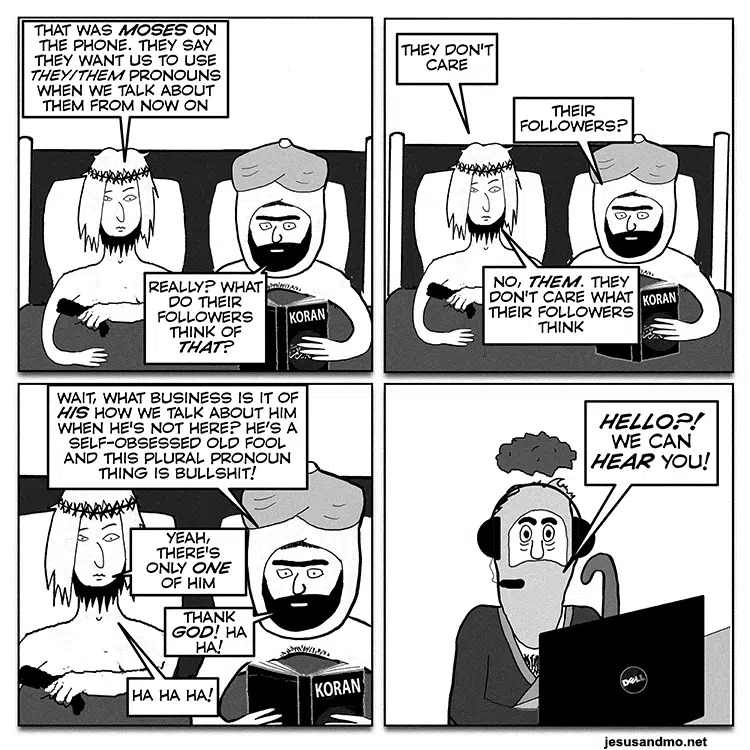 THAT WAS MOSES ON
THE PHONE. THEY SAY
THEY WANT US TO USE
THEY/THEM PRONOUNS
WHEN WE TALK ABOUT
THEM FROM NOW ON
REALLY? WHAT
DO THEIR
FOLLOWERS
THINK OF
THAT?
KORAN
THEY DON'T
CARE
THEIR
FOLLOWERS?
NO, THEM. THEY
DON'T CARE WHAT
THEIR FOLLOWERS
THINK
KORAN
WAIT, WHAT BUSINESS IS IT OF
HIS HOW WE TALK ABOUT HIM
WHEN HE'S NOT HERE? HE'S A
SELF-OBSESSED OLD FOOL
AND THIS PLURAL PRONOUN
THING IS BULLSHIT!
YEAH,
THERE'S
ONLY ONE
OF HIM
THANK
GOD! HA
HA!
HA HA HA!
KORAN
HELLO?!
WE CAN
HEAR YOU!
DELL
jesusandmo.net